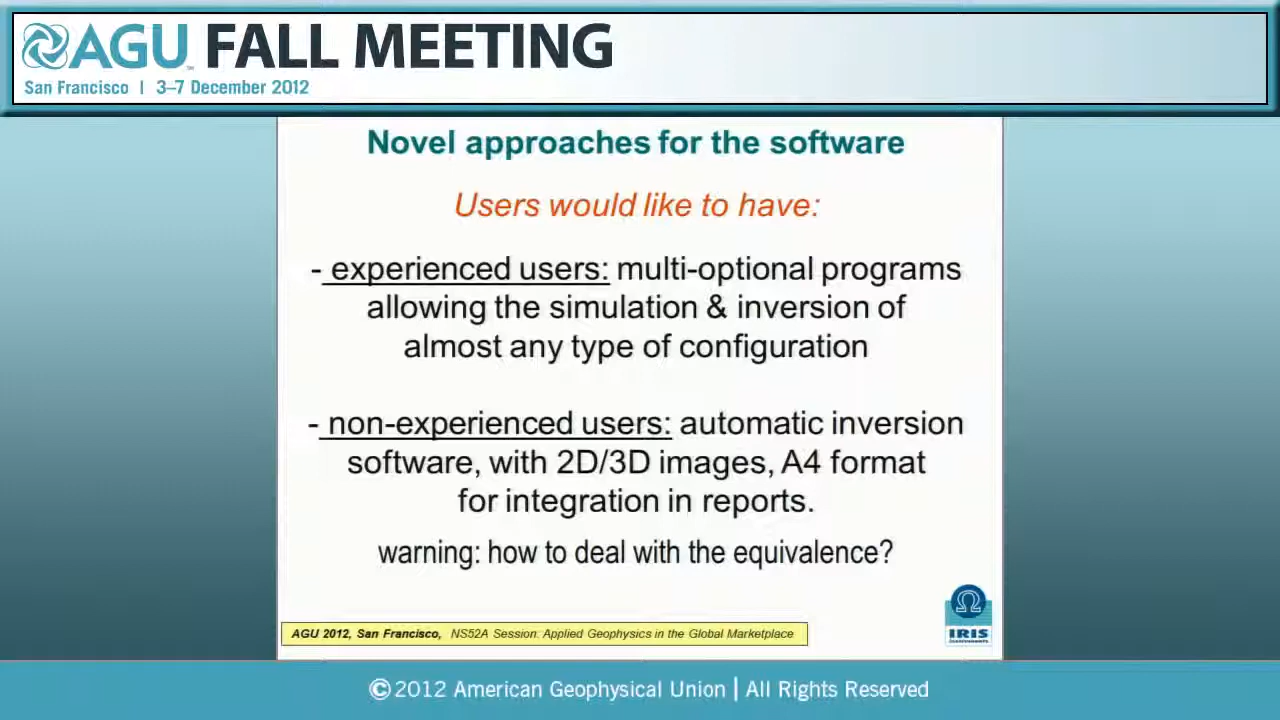 AGU FALL MEETING
San Francisco | 3–7 December 2012
Novel approaches for the software
Users would like to have:
- experienced users: multi-optional programs
allowing the simulation & inversion of
almost any type of configuration
- non-experienced users: automatic inversion
software, with 2D/3D images, A4 format
for integration in reports.
warning: how to deal with the equivalence?
AGU 2012, San Francisco, NS52A Session: Applied Geophysics in the Global Marketplace
IRIS
©2012 American Geophysical Union | All Rights Reserved